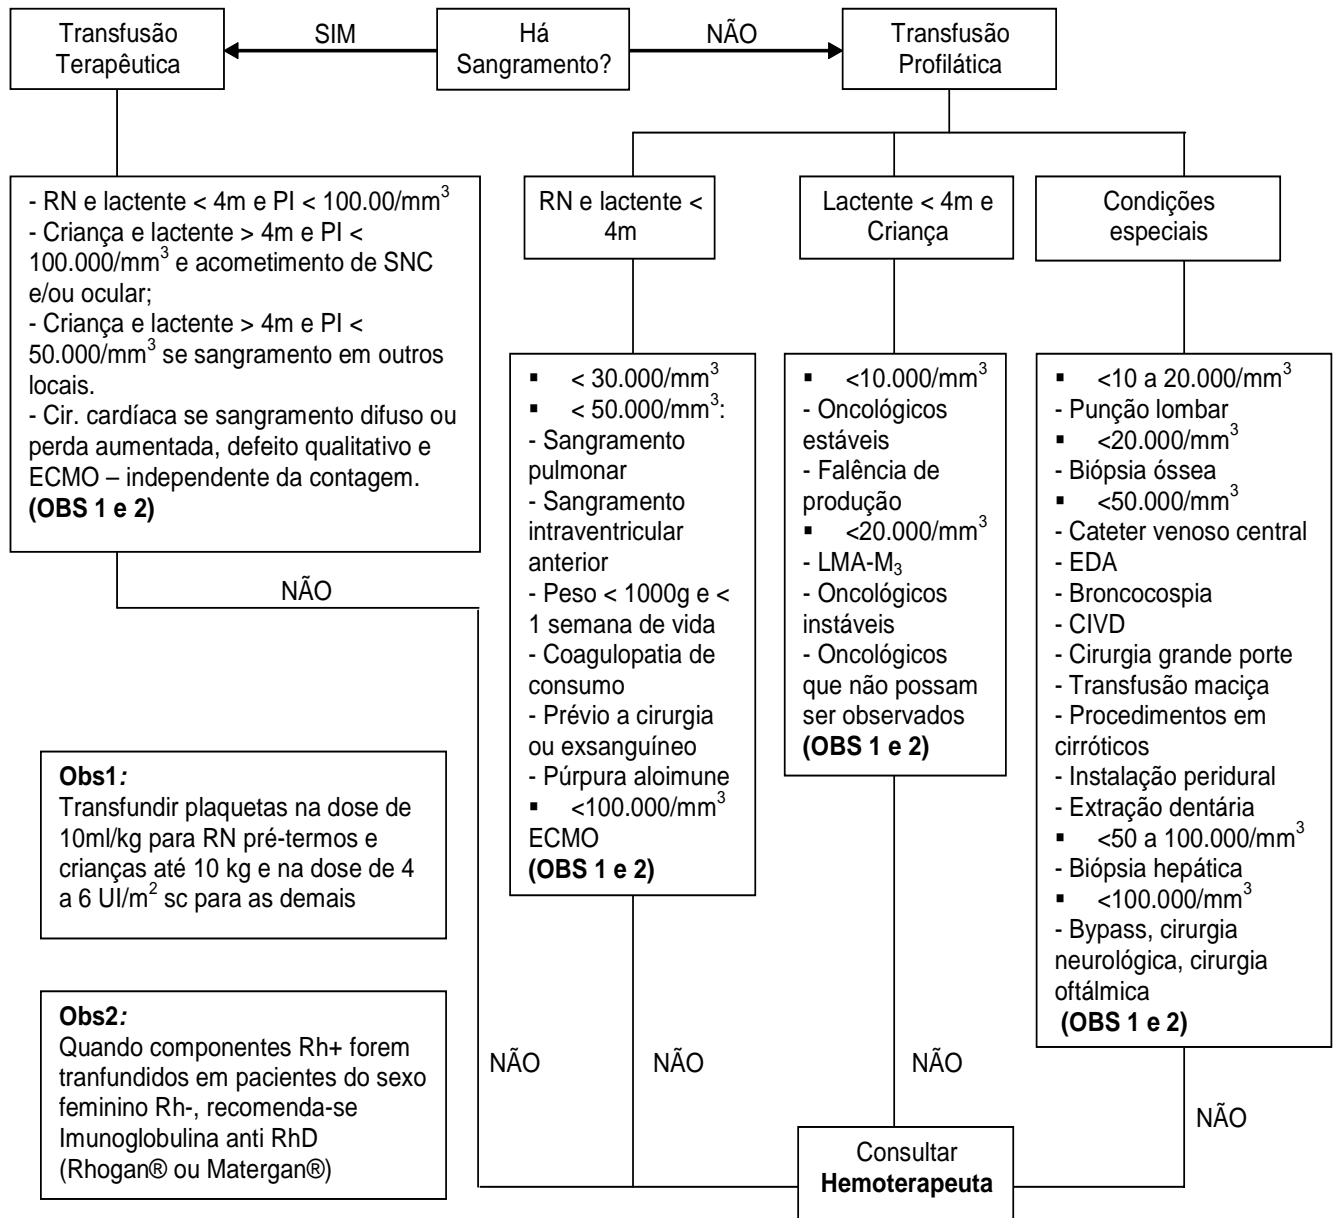 Transfusão
Terapêutica
SIM
Há
Sangramento?
NÃO
Transfusão
Profilática
- RN e lactente < 4m e PI < 100.00/mm³
- Criança e lactente > 4m e PI <
100.000/mm³ e acometimento de SNC
e/ou ocular;
- Criança e lactente > 4m e PI <
50.000/mm³ se sangramento em outros
locais.
- Cir. cardíaca se sangramento difuso ou
perda aumentada, defeito qualitativo e
ECMO – independente da contagem.
(OBS 1 e 2)
NÃO
RN e lactente <
4m
Lactente < 4m e
Criança
Condições
especiais
▪ < 30.000/mm³
▪ < 50.000/mm³:
- Sangramento
pulmonar
- Sangramento
intraventricular
anterior
- Peso < 1000g e <
1 semana de vida
- Coagulopatia de
consumo
- Prévio a cirurgia
ou exsanguíneo
- Púrpura aloimune
▪ <100.000/mm³
ECMO
(OBS 1 e 2)
▪ <10.000/mm³
- Oncológicos
estáveis
- Falência de
produção
▪ <20.000/mm³
- LMA-M₃
- Oncológicos
instáveis
- Oncológicos
que não possam
ser observados
(OBS 1 e 2)
▪ <10 a 20.000/mm³
- Punção lombar
▪ <20.000/mm³
- Biópsia óssea
▪ <50.000/mm³
- Cateter venoso central
- EDA
- Broncocospia
- CIVD
- Cirurgia grande porte
- Transfusão maciça
- Procedimentos em
cirróticos
- Instalação peridural
- Extração dentária
▪ <50 a 100.000/mm³
- Biópsia hepática
▪ <100.000/mm³
- Bypass, cirurgia
neurológica, cirurgia
oftálmica
(OBS 1 e 2)
Obs1:
Transfundir plaquetas na dose de
10ml/kg para RN pré-termos e
crianças até 10 kg e na dose de 4
a 6 UI/m² sc para as demais
Obs2:
Quando componentes Rh+ forem
tranfundidos em pacientes do sexo
feminino Rh-, recomenda-se
Imunoglobulina anti RhD
(Rhogan® ou Matergan®)
NÃO
NÃO
NÃO
NÃO
Consultar
Hemoterapeuta